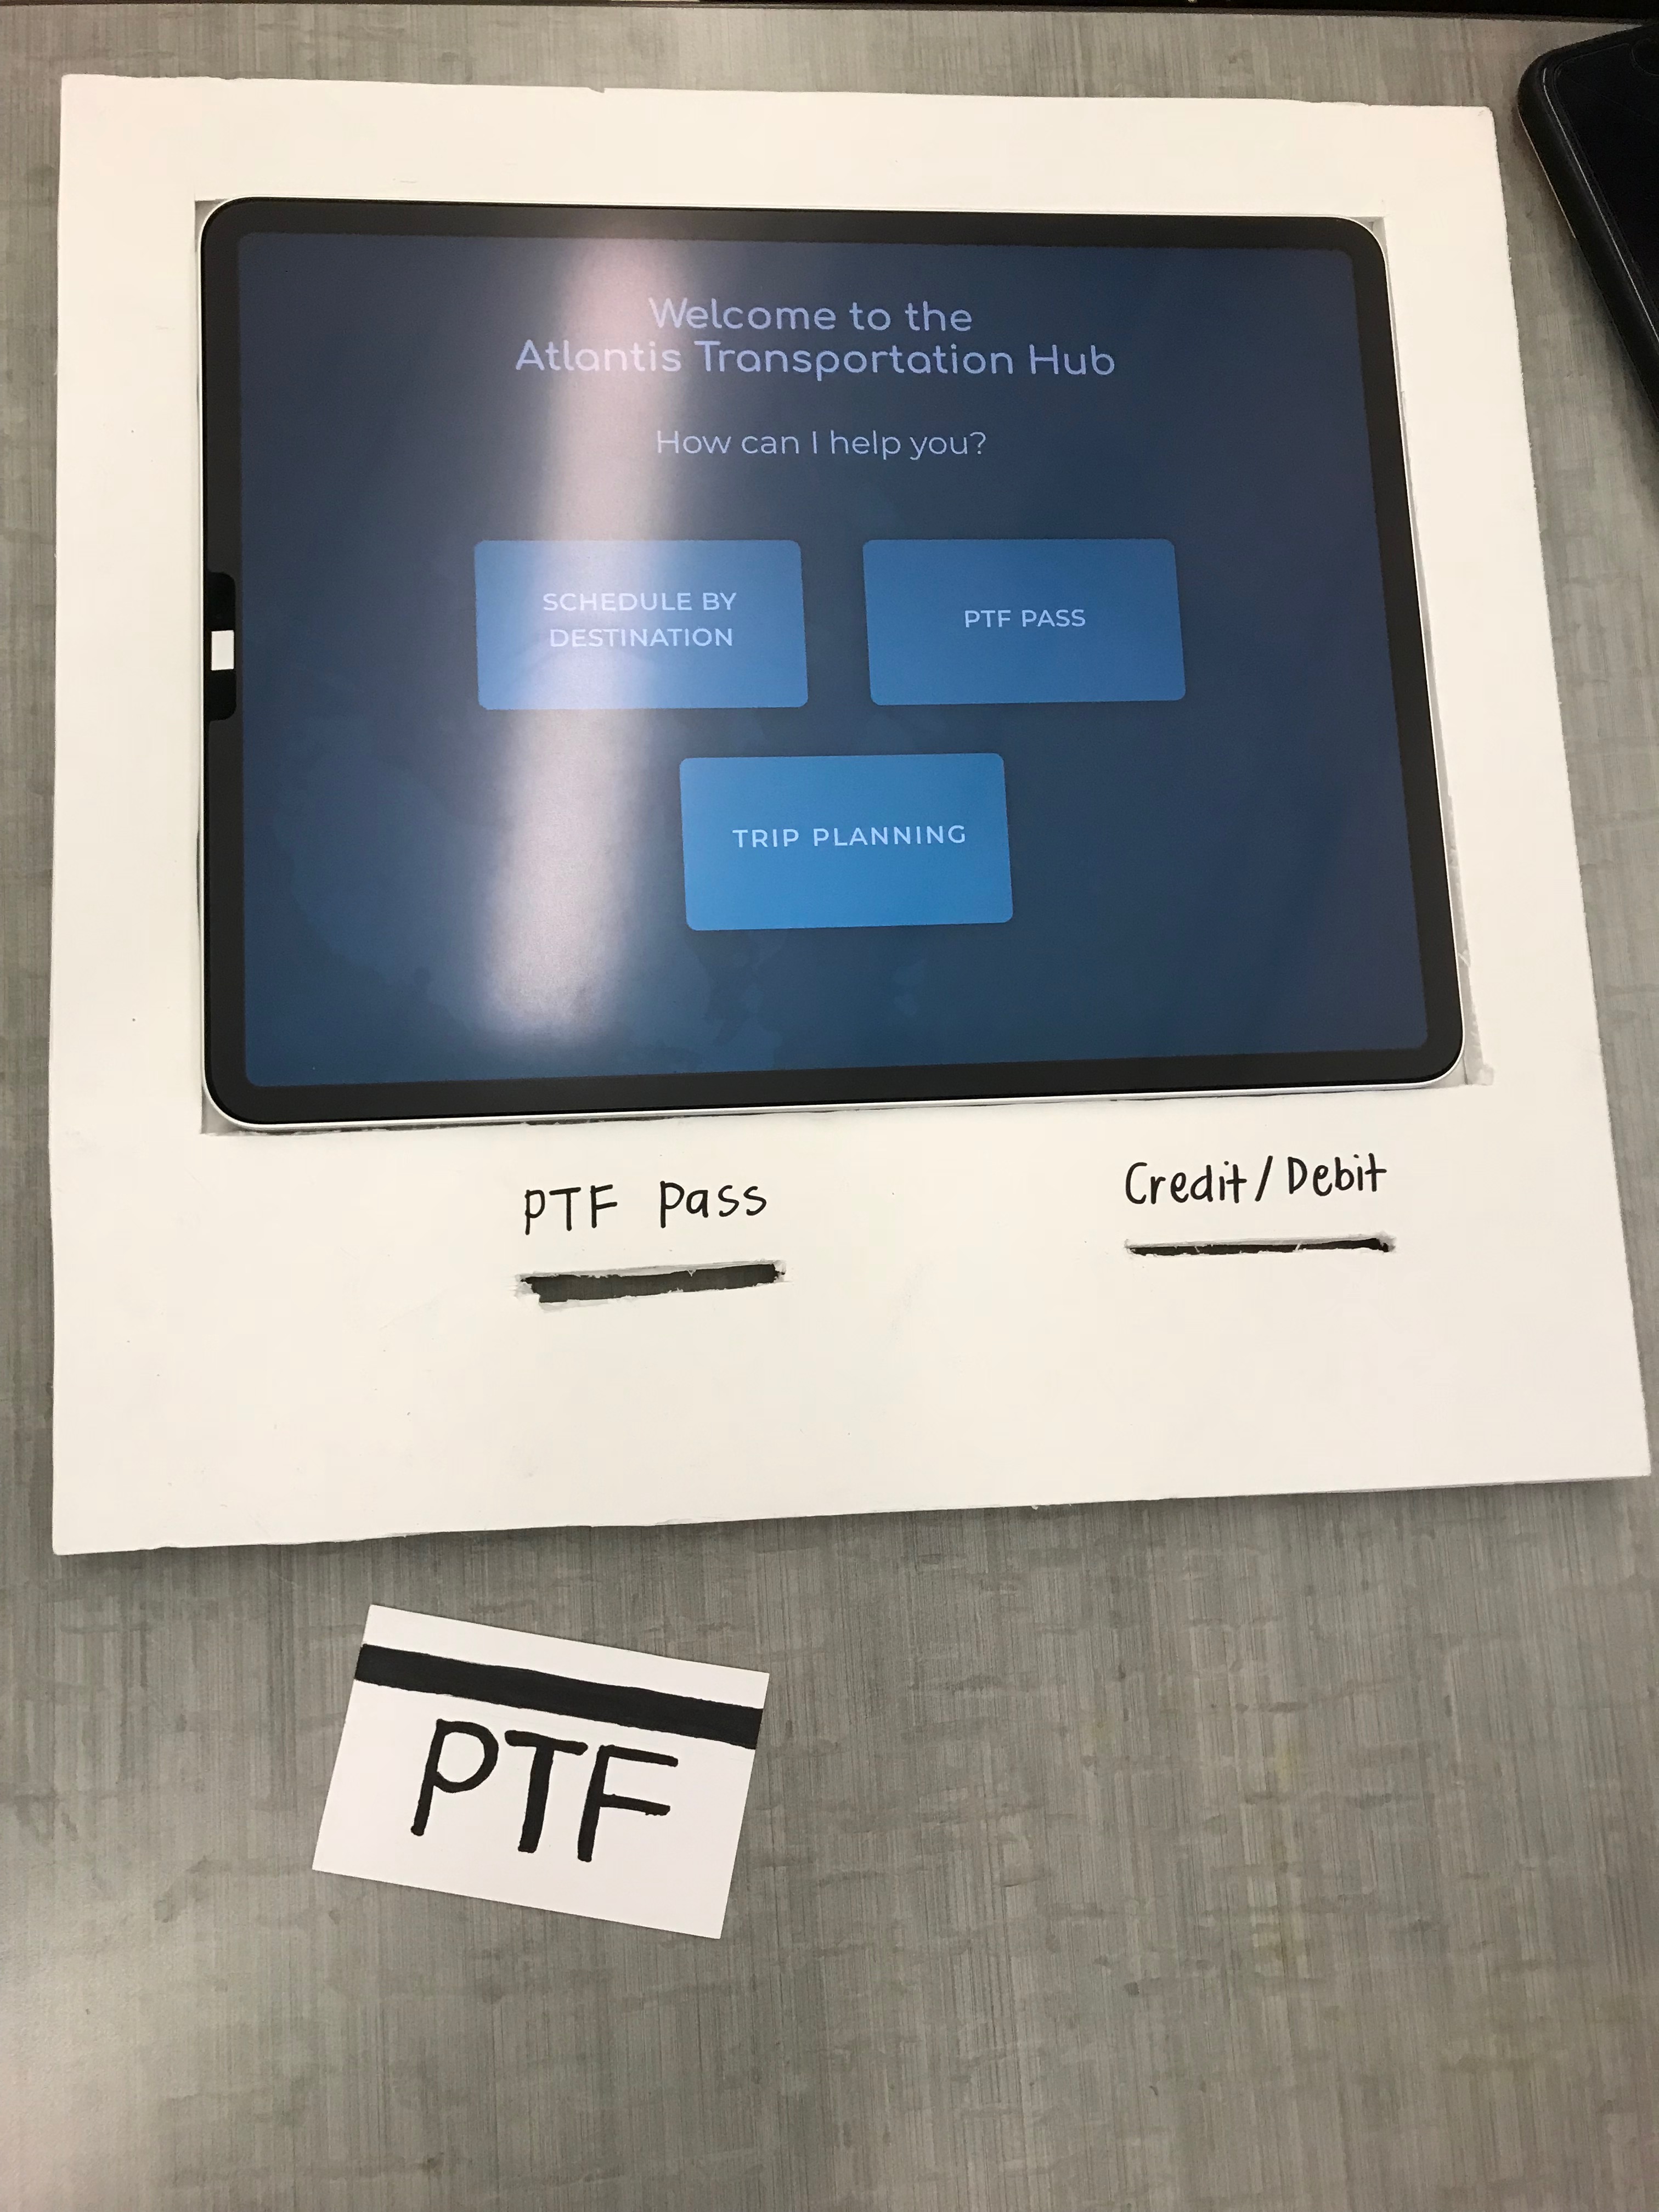 Welcome to the
Atlantis Transportation Hub
How can I help you?
SCHEDULE BY
DESTINATION
PTF PASS
TRIP PLANNING
PTF Pass
Credit/Debit
PTF